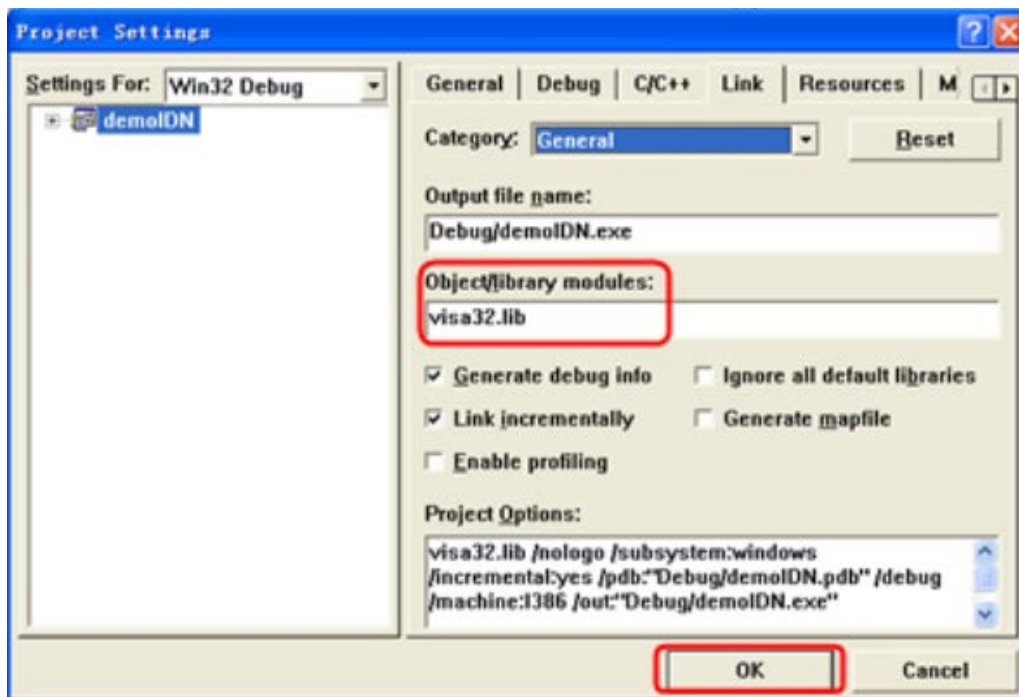 Project Settings
Settings For: Win32 Debug
demoIDN
General Debug C/C++ Link Resources M
Category: General Reset
Output file name:
Debug/demoIDN.exe
Object/library modules:
visa32.lib
Generate debug info Ignore all default libraries
Link incrementally Generate mapfile
Enable profiling
Project Options:
visa32.lib /nologo /subsystem:windows
/incremental:yes /pdb:"Debug/demoIDN.pdb" /debug
/machine:I386 /out:"Debug/demoIDN.exe"
OK Cancel